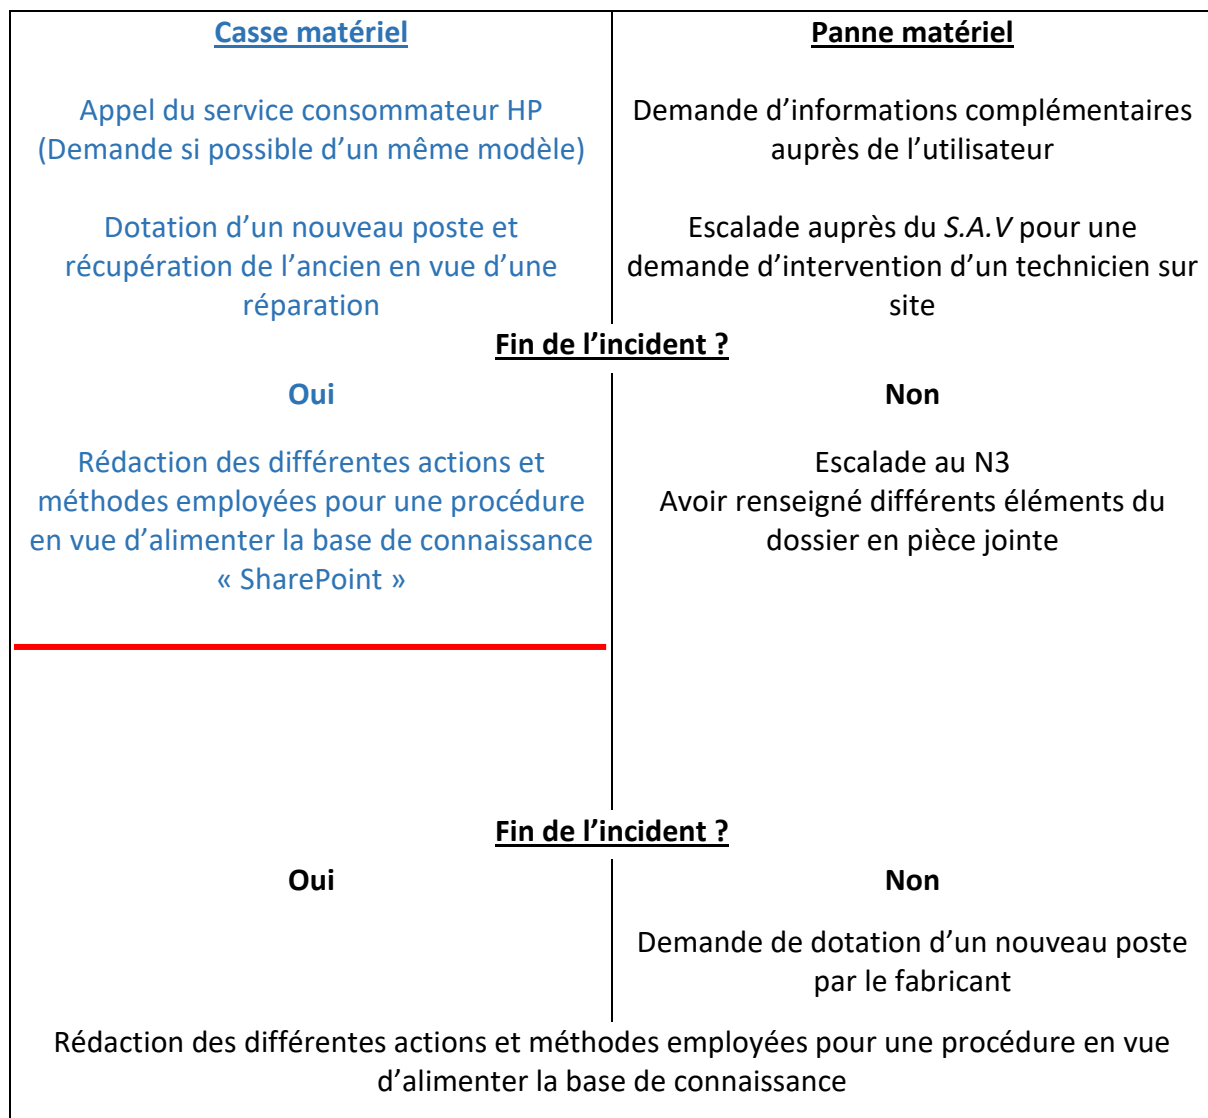 Casse matériel
Appel du service consommateur HP
(Demande si possible d’un même modèle)
Dotation d’un nouveau poste et
récupération de l’ancien en vue d’une
réparation
Panne matériel
Demande d’informations complémentaires
auprès de l’utilisateur
Escalade auprès du S.A.V pour une
demande d’intervention d’un technicien sur
site
Fin de l’incident ?
Oui
Rédaction des différentes actions et
méthodes employées pour une procédure
en vue d’alimenter la base de connaissance
« SharePoint »
Non
Escalade au N3
Avoir renseigné différents éléments du
dossier en pièce jointe
Fin de l’incident ?
Oui
Non
Demande de dotation d’un nouveau poste
par le fabricant
Rédaction des différentes actions et méthodes employées pour une procédure en vue
d’alimenter la base de connaissance